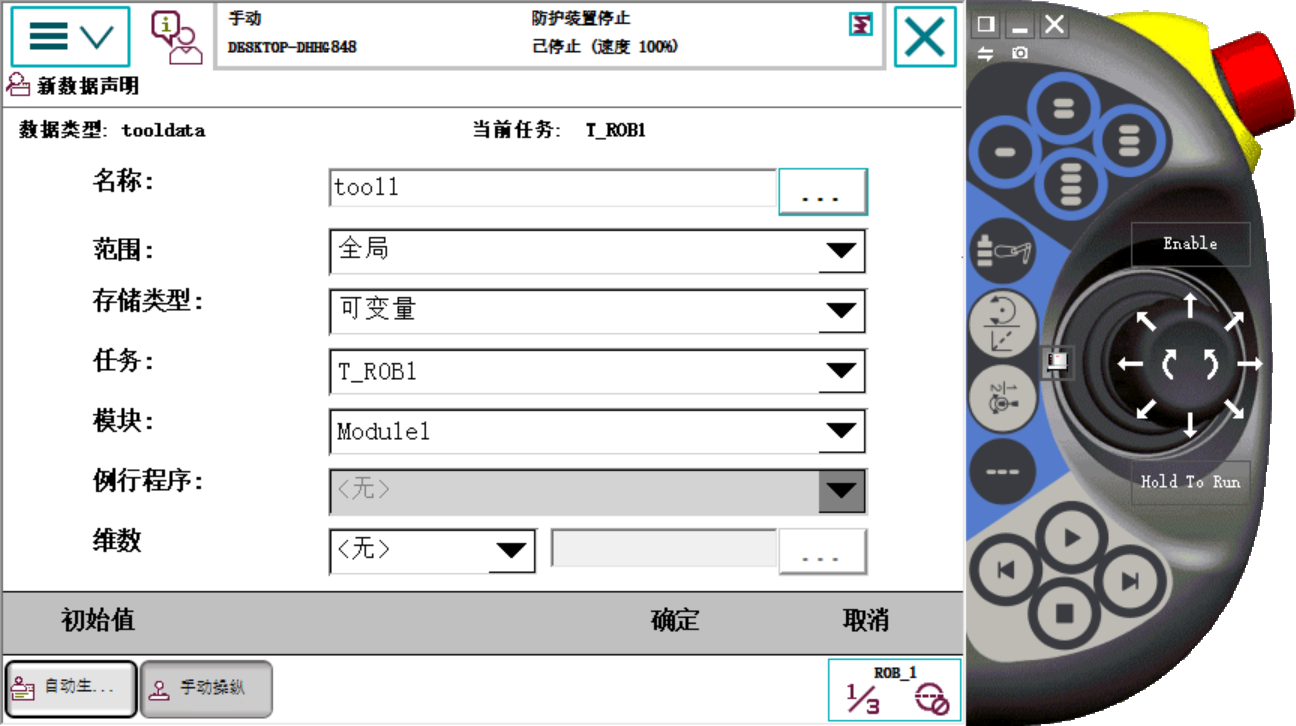 手动
防护装置停止
DESKTOP-DHHG848
已停止 (速度 100%)
新数据声明
数据类型: tooldata
当前任务: T_ROB1
名称:
tool1
...
范围:
全局
存储类型:
可变量
任务:
T_ROB1
模块:
Module1
例行程序:
<无>
维数
<无>
...
初始值
确定
取消
自动生...
手动操纵
ROB_1
1/3
Enable
Hold To Run